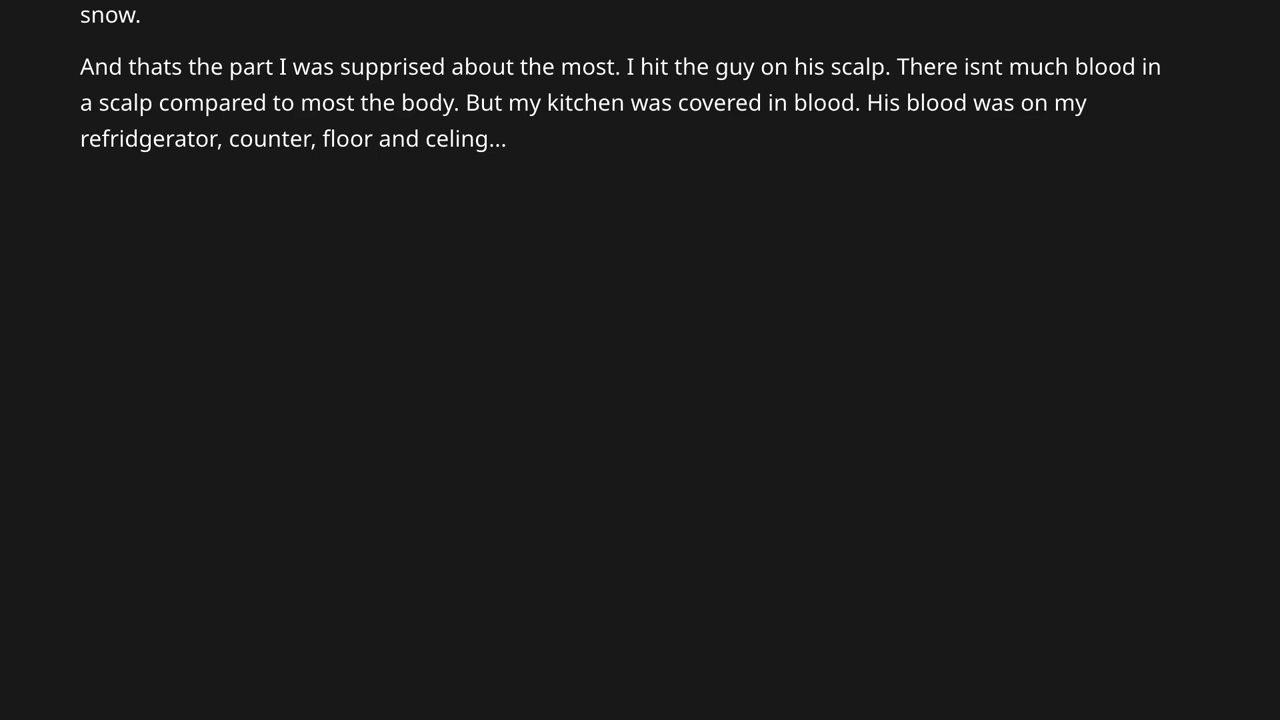 snow.
And thats the part I was supprised about the most. I hit the guy on his scalp. There isnt much blood in
a scalp compared to most the body. But my kitchen was covered in blood. His blood was on my
refridgerator, counter, floor and celing...